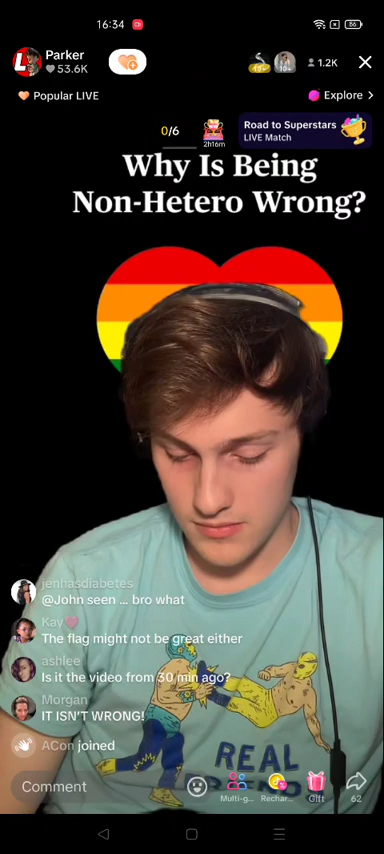 16:34
86
Parker
53.6K
1.2K
Popular LIVE
Explore >
0/6
2h16m
Road to Superstars
LIVE Match
Why Is Being
Non-Hetero Wrong?
jenhasdiabetes
@John seen ... bro what
Kay
The flag might not be great either
ashlee
Is it the video from 30 min ago?
Morgan
IT ISN'T WRONG!
ACon joined
REAL
Comment
Multi-g...
Rechar...
Gift
62